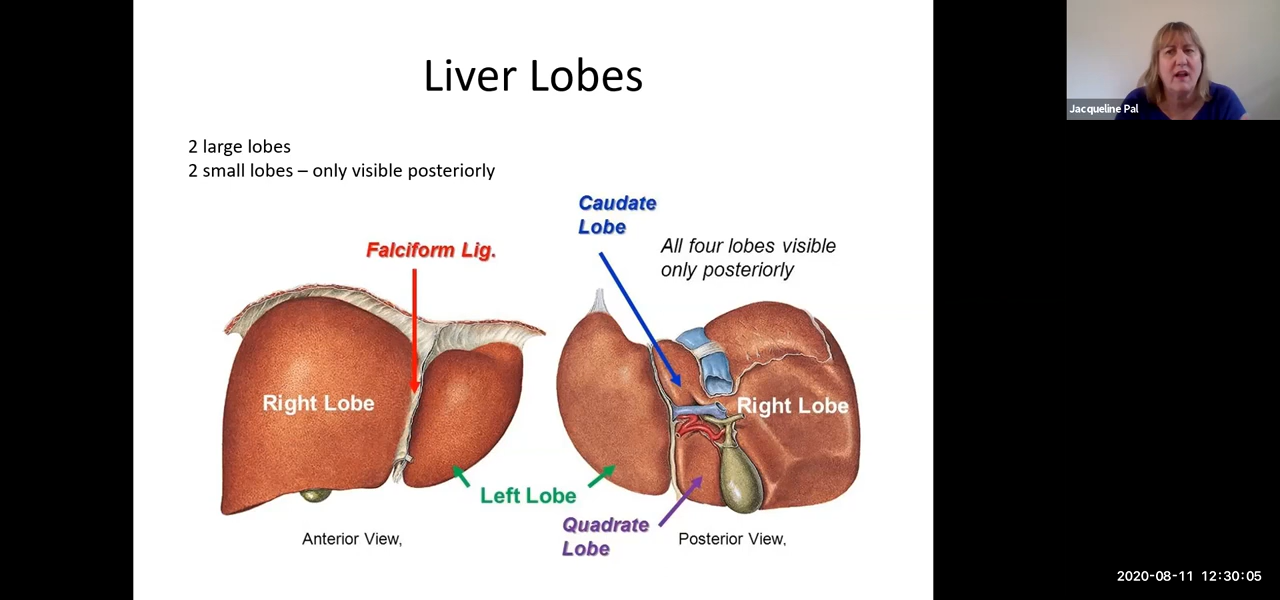 Liver Lobes
2 large lobes
2 small lobes – only visible posteriorly
Caudate
Lobe
Falciform Lig.
All four lobes visible
only posteriorly
Right Lobe
Right Lobe
Left Lobe
Quadrate
Lobe
Anterior View,
Posterior View,
Jacqueline Pal
2020-08-11 12:30:05